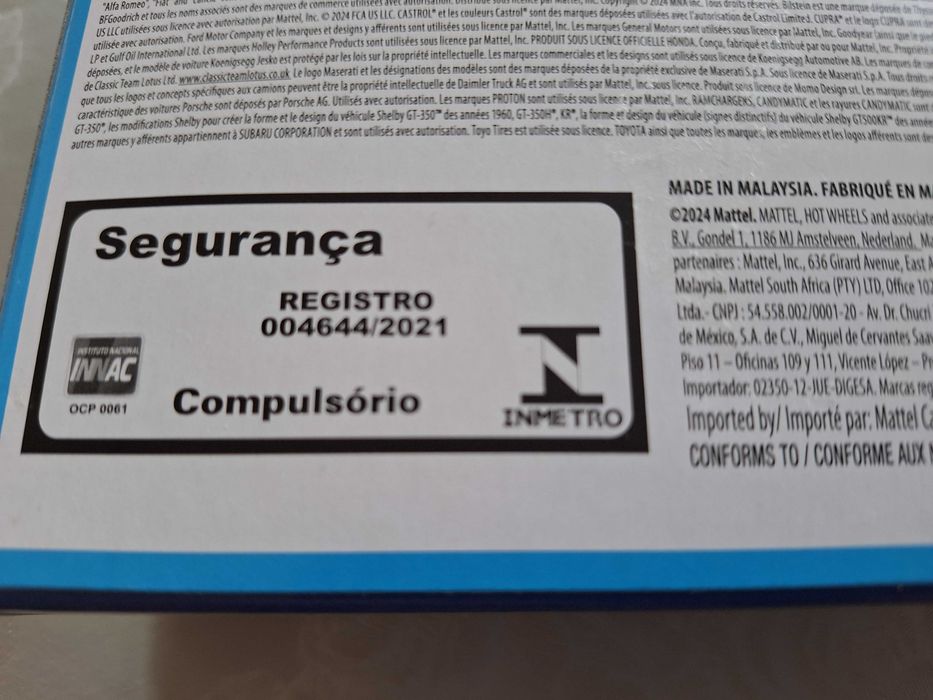 "Alfa Romeo", "Fiat" and
BFGoodrich et tous les noms associés sont des marques de commerce utilisées avec autorisation.
US LLC utilisées sous licence avec autorisation par Mattel, Inc. © 2024 FCA US LLC. CASTROL® et les couleurs Castrol® sont des marques déposées utilisées avec l'autorisation de Castrol Limited. CUPRA® et le logo CUPRA sont
utilisée avec autorisation. Ford Motor Company et les marques et designs y afférents sont utilisées sous licence par Mattel, Inc. Les marques General Motors sont utilisées sous licence par Mattel, Inc. Goodyear (ainsi que le
LP et Gulf Oil International Ltd. Les marques Holley Performance Products sont utilisées sous licence par Mattel, Inc. PRODUIT SOUS LICENCE OFFICIELLE HONDA. Conçu, fabriqué et distribué par ou pour Mattel, Inc. Propriété
déposées, et le modèle de voiture Koenigsegg Jesko est protégé par les lois sur la propriété intellectuelle. Les marques commerciales et les designs sont utilisés avec l'approbation de Koenigsegg Automotive AB. Les marques de
de Classic Team Lotus Ltd. www.classicteamlotus.co.uk Le logo Maserati et les désignations des modèles sont des marques déposées de la propriété exclusive de Maserati S.p.A. Sous licence de Maserati S.p.A. Tous droits
que tous les logos et concepts spécifiques aux camions peuvent être la propriété intellectuelle de Daimler Truck AG et sont utilisés par Mattel, Inc. sous licence. Produit sous licence de Momo Design srl. Les marques
caractéristique des voitures Porsche sont déposés par Porsche AG. Utilisés avec autorisation. Les marques PROTON sont utilisés sous licence par Mattel, Inc. RAMCHARGERS, CANDYMATIC et les rayures CANDYMATIC sont
GT-350®, les modifications Shelby pour créer la forme et le design du véhicule Shelby GT-350™ des années 1960, GT-350H®, KR®, la forme et design du véhicule (signes distinctifs) du véhicule Shelby GT500KR™ des années
autres marques y afférents appartiennent à SUBARU CORPORATION et sont utilisés avec autorisation. Toyo Tires est utilisée sous licence. TOYOTA ainsi que toutes les marques, les emblèmes et les logos afférents sont
Segurança
REGISTRO
004644/2021
INSTITUTO NACIONAL
INNAC
OCP 0061
Compulsório
INMETRO
MADE IN MALAYSIA. FABRIQUÉ EN
©2024 Mattel. MATTEL, HOT WHEELS and
B.V., Gondel 1, 1186 MJ Amstelveen, Nederland.
partenaires : Mattel, Inc., 636 Girard Avenue, East
Malaysia. Mattel South Africa (PTY) LTD, Office
Ltda.- CNPJ : 54.558.002/0001-20 - Av. Dr. Chucri
de México, S.A. de C.V., Miguel de Cervantes
Piso 11 – Oficinas 109 y 111, Vicente López –
Importador: 02350-12-JUE-DIGESA. Marcas
Imported by/ Importé par: Mattel
CONFORMS TO / CONFORME AUX